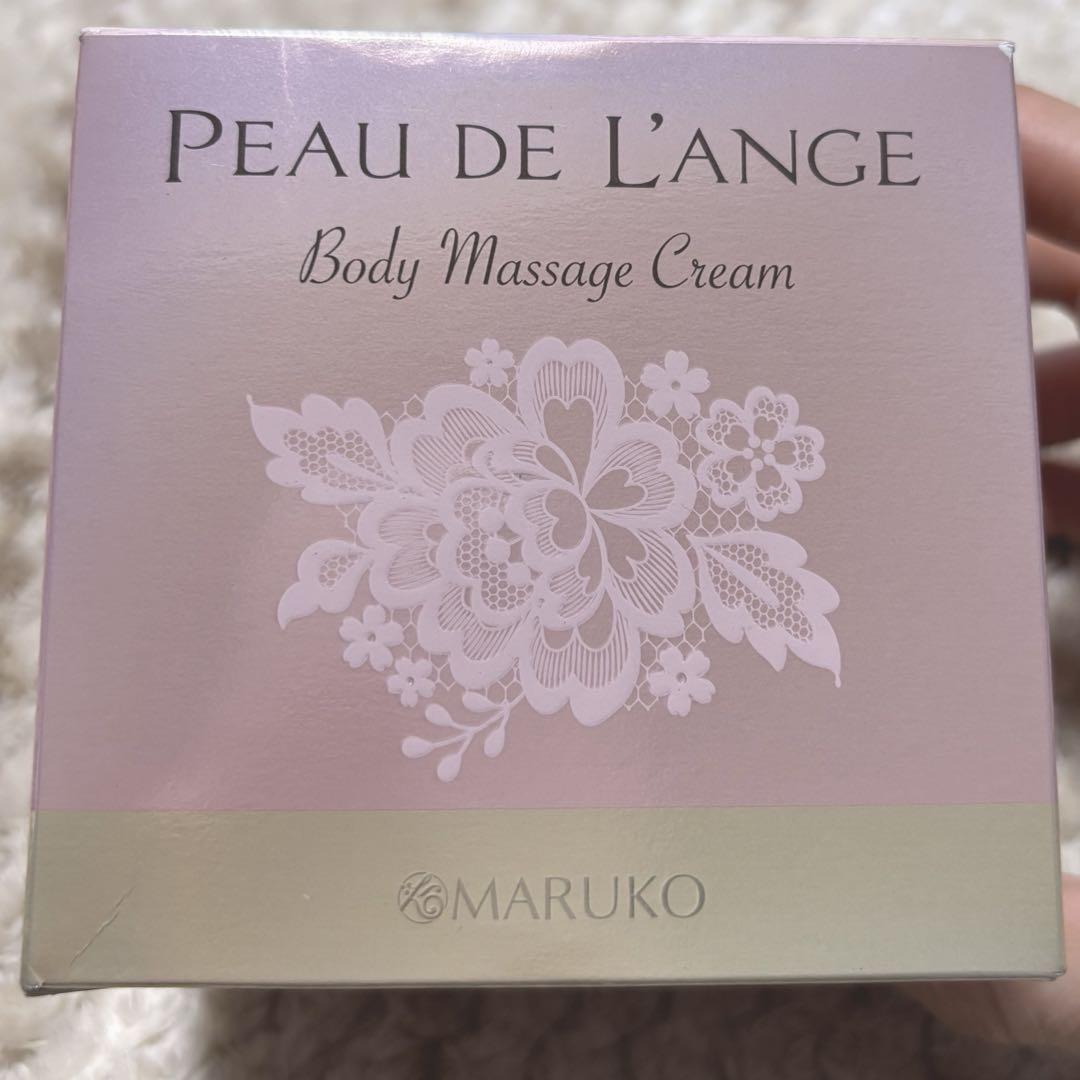 PEAU DE L'ANGE
Body Massage Cream
MARUKO